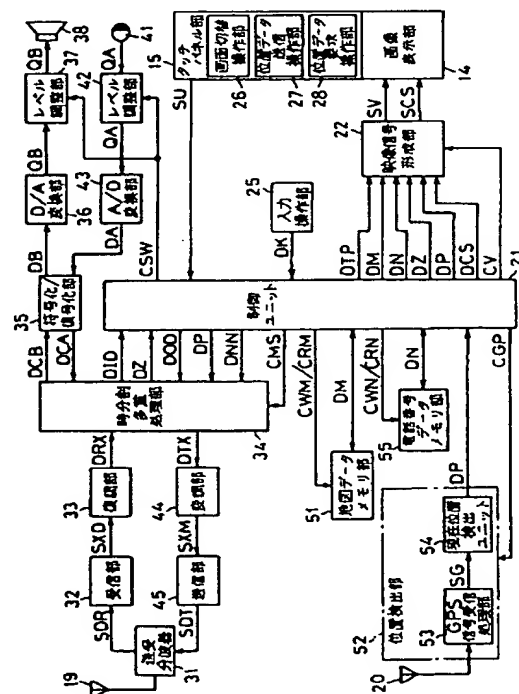 38
41
QB
QA
37
42
レベル調整部
レベル調整部
QB
QA
D/A変換部
A/D変換部
36
43
DB
DA
35
符号化/復号化部
DCB
DCA
DID
DZ
DOD
DP
DNN
CMS
CSW
34
時分割多重処理部
DRX
DTX
33
復調部
44
変調部
SXD
SXM
32
受信部
45
送信部
SDR
SDT
送受分波器
31
19
15
タッチパネル部
画面切替操作部
26
位置データ送信操作部
27
位置データ要求操作部
28
画像表示部
14
SU
SV
SCS
22
映像信号形成部
25
入力操作部
DK
DTP
DM
DN
DZ
DP
DCS
CV
制御ユニット
21
CWM/CRM
DM
地図データメモリ部
51
CWN/CRN
DN
電話番号データメモリ部
55
DP
CGP
52
位置検出部
現在位置検出ユニット
54
SG
GPS信号受信処理部
53
20